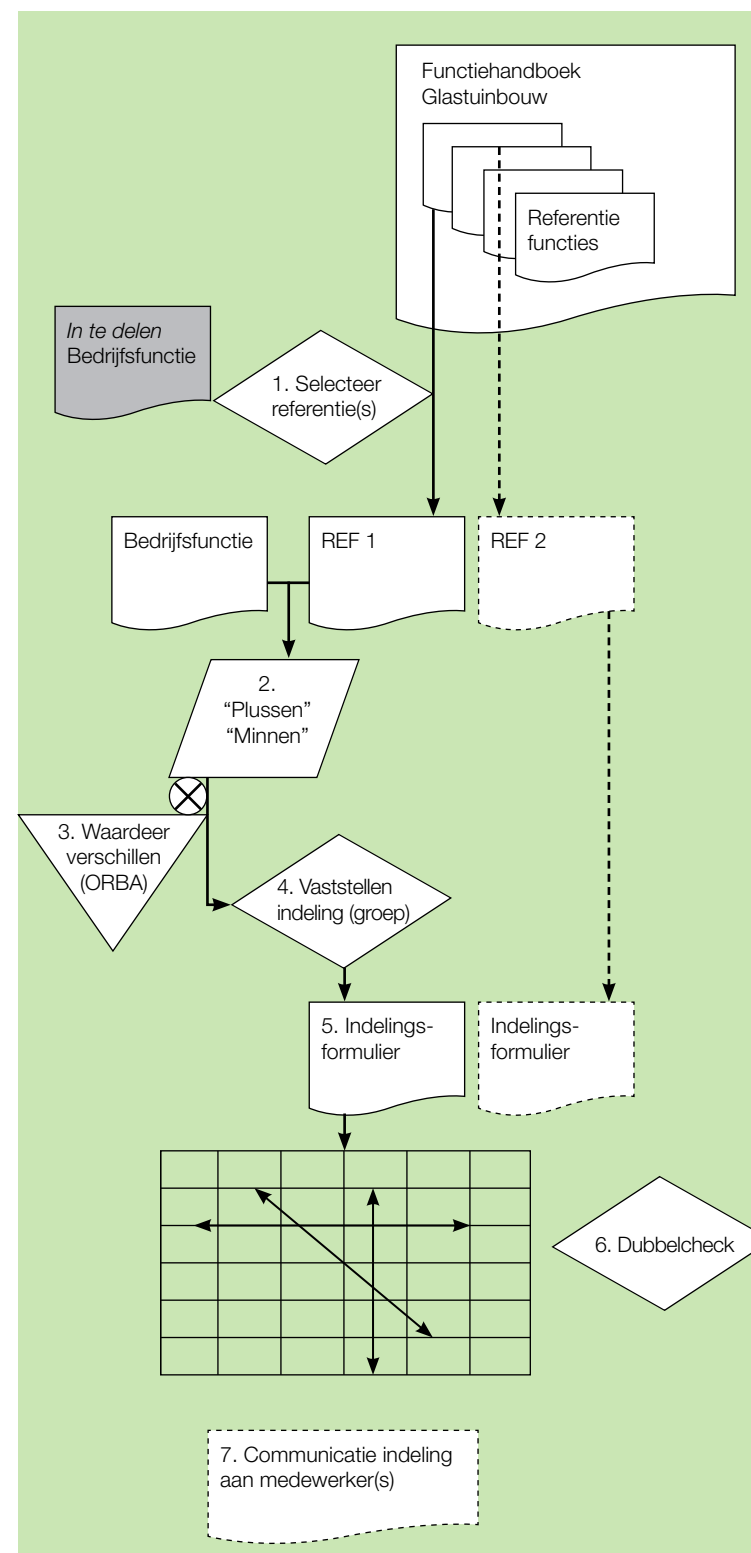 Functiehandboek
Glastuinbouw
Referentie
functies
In te delen
Bedrijfsfunctie
1. Selecteer
referentie(s)
Bedrijfsfunctie
REF 1
REF 2
2.
“Plussen”
“Minnen”
3. Waardeer
verschillen
(ORBA)
4. Vaststellen
indeling (groep)
5. Indelings-
formulier
Indelings-
formulier
6. Dubbelcheck
7. Communicatie indeling
aan medewerker(s)